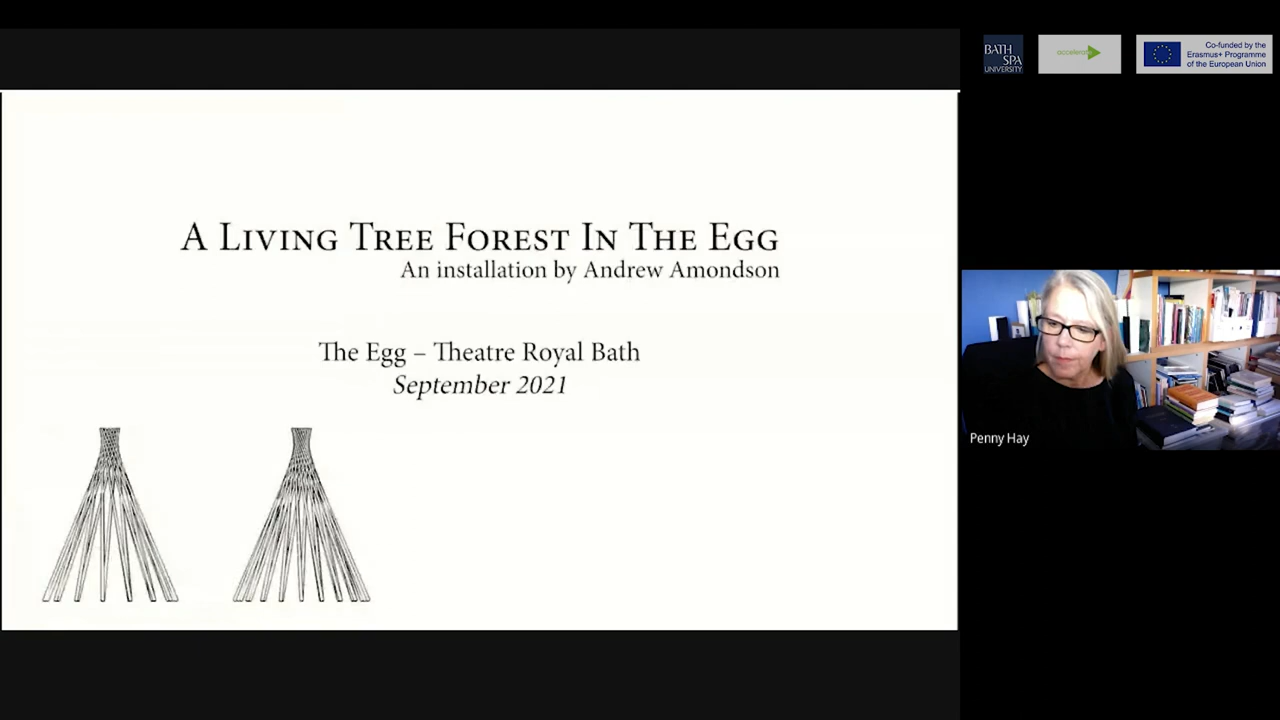 A LIVING TREE FOREST IN THE EGG
An installation by Andrew Amondson
The Egg – Theatre Royal Bath
September 2021
BATH
SPA
UNIVERSITY
Co-funded by the
Erasmus+ Programme
of the European Union
Penny Hay